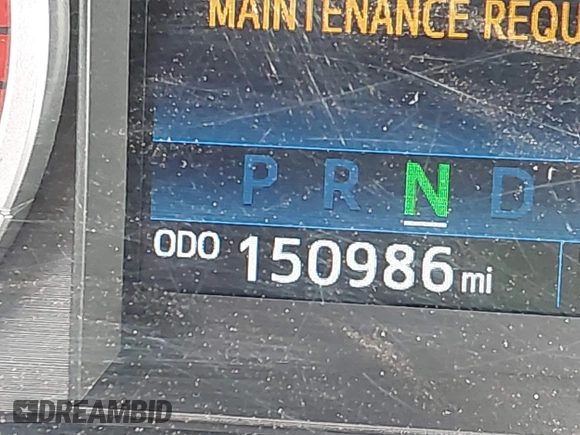 MAINTENANCE REQU
P R N D
ODO 150986 mi
DREAMBID